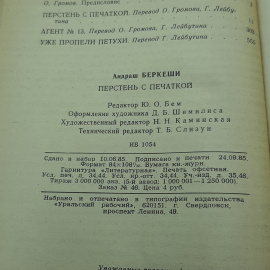 О. Громов. Предисловие
ПЕРСТЕНЬ С ПЕЧАТКОЙ. Перевод О. Громова, Г. Лейбутина
АГЕНТ № 13. Перевод О. Громова, Г. Лейбутина
УЖЕ ПРОПЕЛИ ПЕТУХИ. Перевод Г. Лейбутина
Андраш БЕРКЕШИ
ПЕРСТЕНЬ С ПЕЧАТКОЙ
Редактор Ю. О. Бем
Оформление художника Д. Б. Шимилиса
Художественный редактор Н. Н. Каминская
Технический редактор Т. Б. Слизун
ИБ 1054
Сдано в набор 10.06.85. Подписано к печати 24.09.85.
Формат 84×108¹/₃₂. Бумага кн.-журн.
Гарнитура «Литературная». Печать офсетная.
Усл. печ. л. 34,44. Усл. кр.-отт. 34,44. Уч.-изд. л. 35,46.
Тираж 3 000 000 экз. (5-й завод: 1 000 001—1 250 000).
Заказ № 46. Цена 4 руб.
Набрано и отпечатано в типографии издательства
«Уральский рабочий», 620151, г. Свердловск,
проспект Ленина, 49.